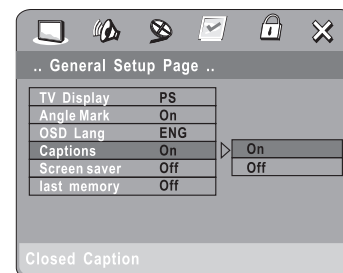 .. General Setup Page ..
TV Display PS
Angle Mark On
OSD Lang ENG
Captions On On
Screen saver Off Off
last memory Off
Closed Caption